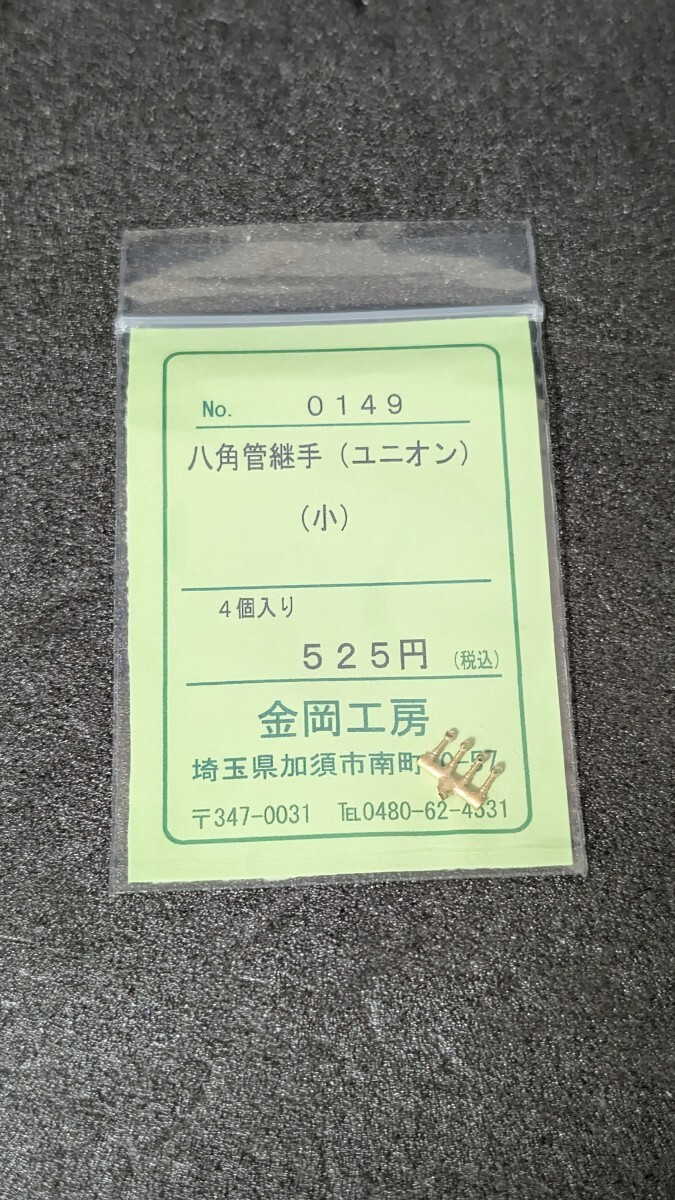 No. 0149
八角管継手（ユニオン）
（小）
4個入り
525円 (税込)
金岡工房
埼玉県加須市南町
〒347-0031 TEL0480-62-4331